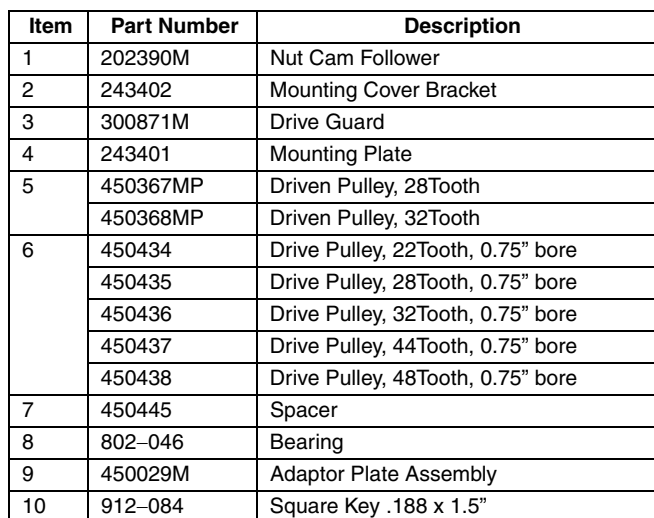 Item Part Number Description
1 202390M Nut Cam Follower
2 243402 Mounting Cover Bracket
3 300871M Drive Guard
4 243401 Mounting Plate
5 450367MP Driven Pulley, 28Tooth
450368MP Driven Pulley, 32Tooth
6 450434 Drive Pulley, 22Tooth, 0.75” bore
450435 Drive Pulley, 28Tooth, 0.75” bore
450436 Drive Pulley, 32Tooth, 0.75” bore
450437 Drive Pulley, 44Tooth, 0.75” bore
450438 Drive Pulley, 48Tooth, 0.75” bore
7 450445 Spacer
8 802–046 Bearing
9 450029M Adaptor Plate Assembly
10 912–084 Square Key .188 x 1.5”